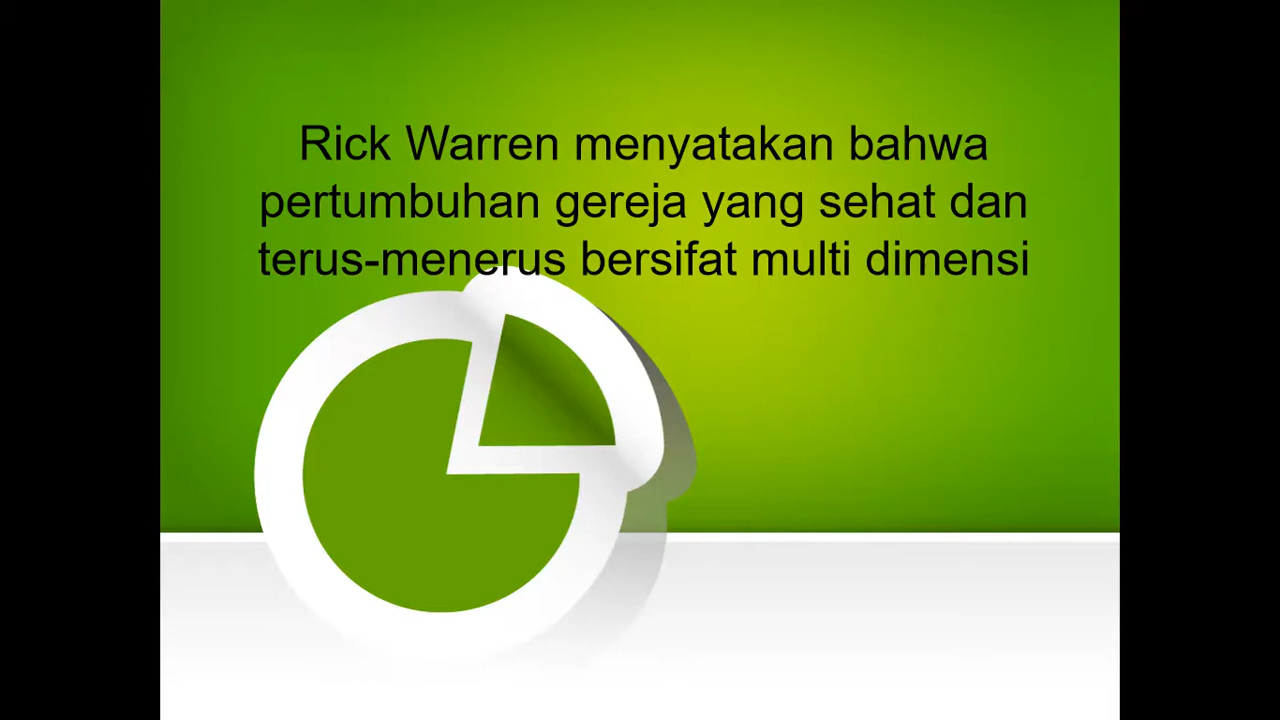 Rick Warren menyatakan bahwa
pertumbuhan gereja yang sehat dan
terus-menerus bersifat multi dimensi